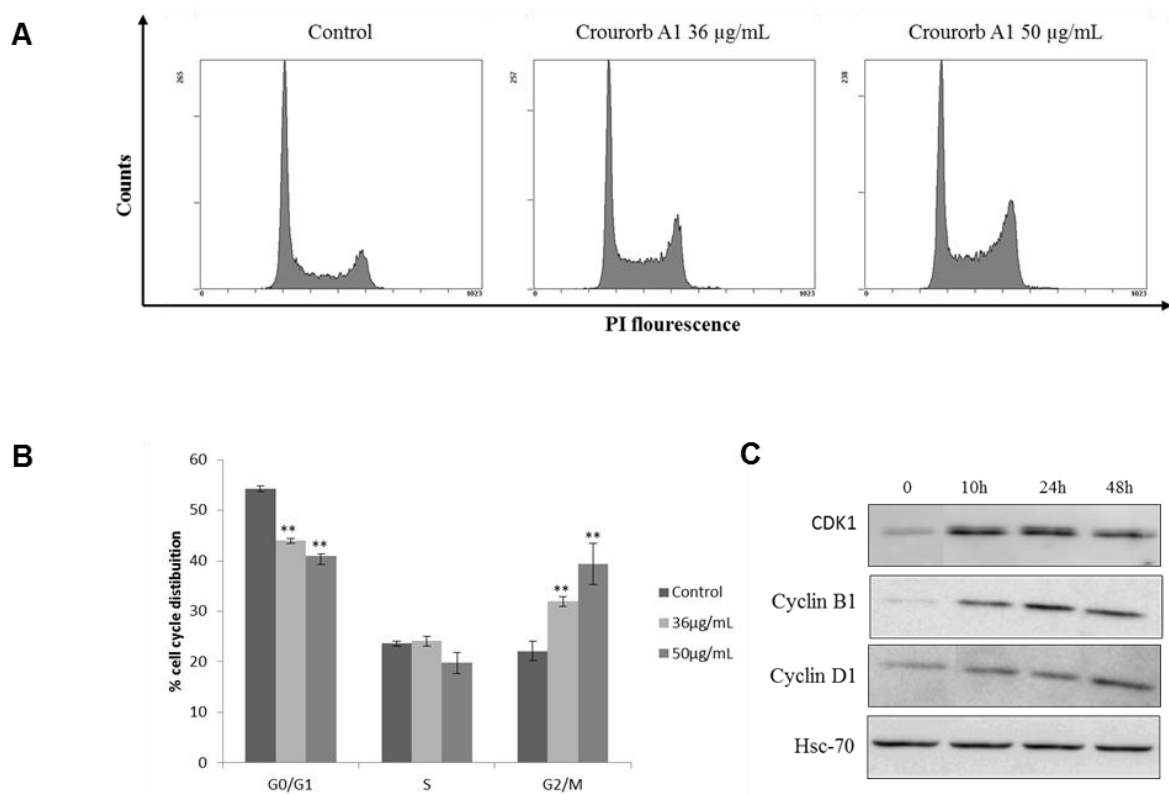 A
Control
Crourorb A1 36 µg/mL
Crourorb A1 50 µg/mL
265
257
238
Counts
0
1023
0
1023
0
1023
PI flourescence
B
% cell cycle distibuition
60
50
40
30
20
10
0
**
**
**
**
G0/G1
S
G2/M
Control
36µg/mL
50µg/mL
C
0 10h 24h 48h
CDK1
Cyclin B1
Cyclin D1
Hsc-70